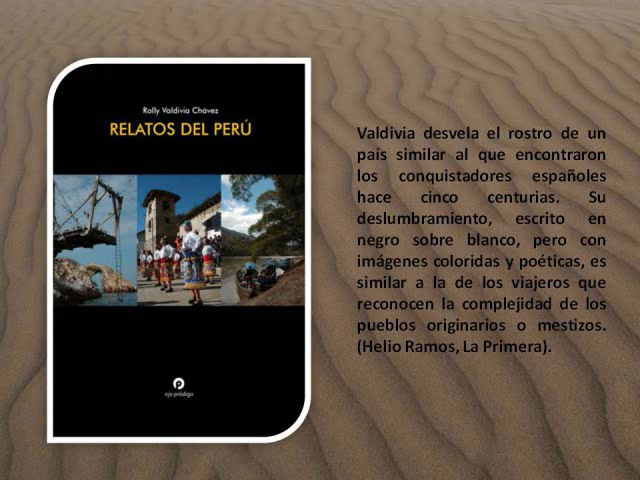 Rolly Valdivia Chávez
RELATOS DEL PERÚ
ojo pródigo
Valdivia desvela el rostro de un
país similar al que encontraron
los conquistadores españoles
hace cinco centurias. Su
deslumbramiento, escrito en
negro sobre blanco, pero con
imágenes coloridas y poéticas, es
similar a la de los viajeros que
reconocen la complejidad de los
pueblos originarios o mestizos.
(Helio Ramos, La Primera).